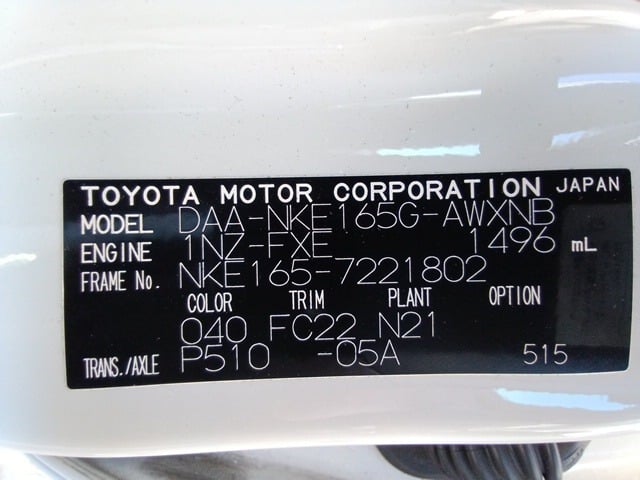 TOYOTA MOTOR CORPORATION JAPAN
MODEL DAA-NKE165G-AWXNB
ENGINE 1NZ-FXE 1496 mL
FRAME No. NKE165-7221802
COLOR TRIM PLANT OPTION
040 FC22 N21
TRANS./AXLE P510 -05A 515